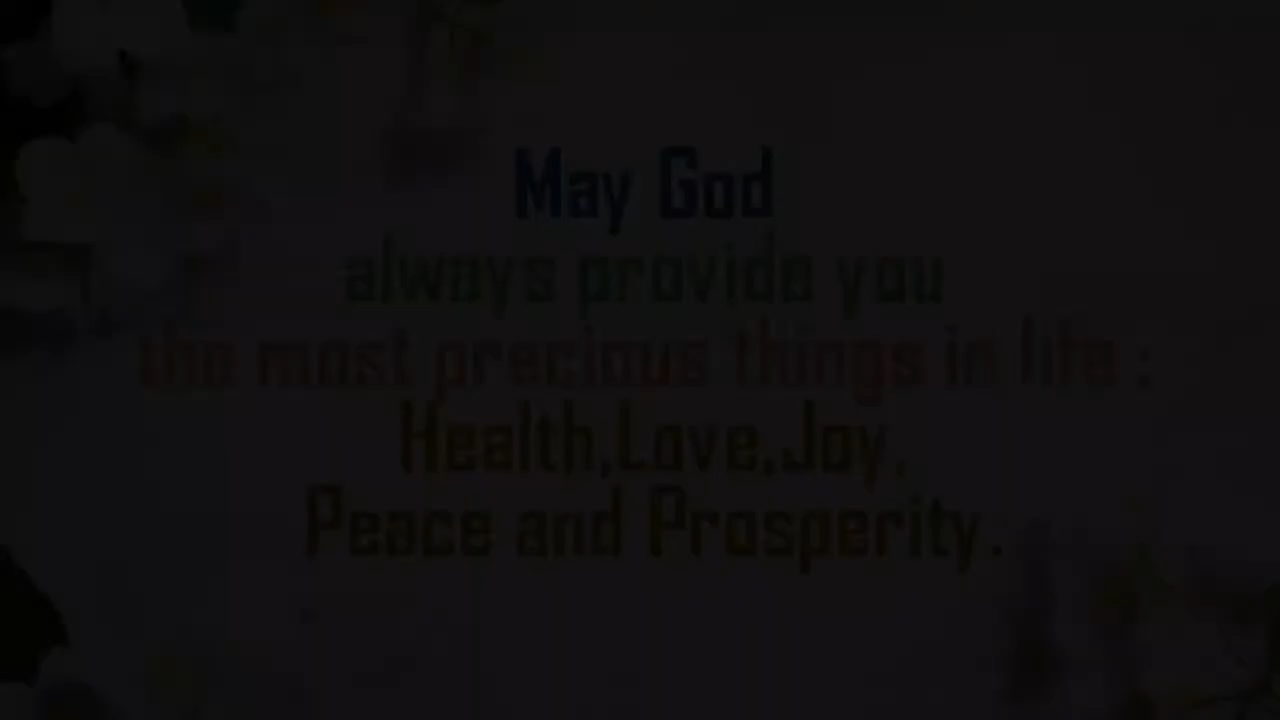 May God
always provide you
the most precious things in life :
Health,Love,Joy,
Peace and Prosperity.